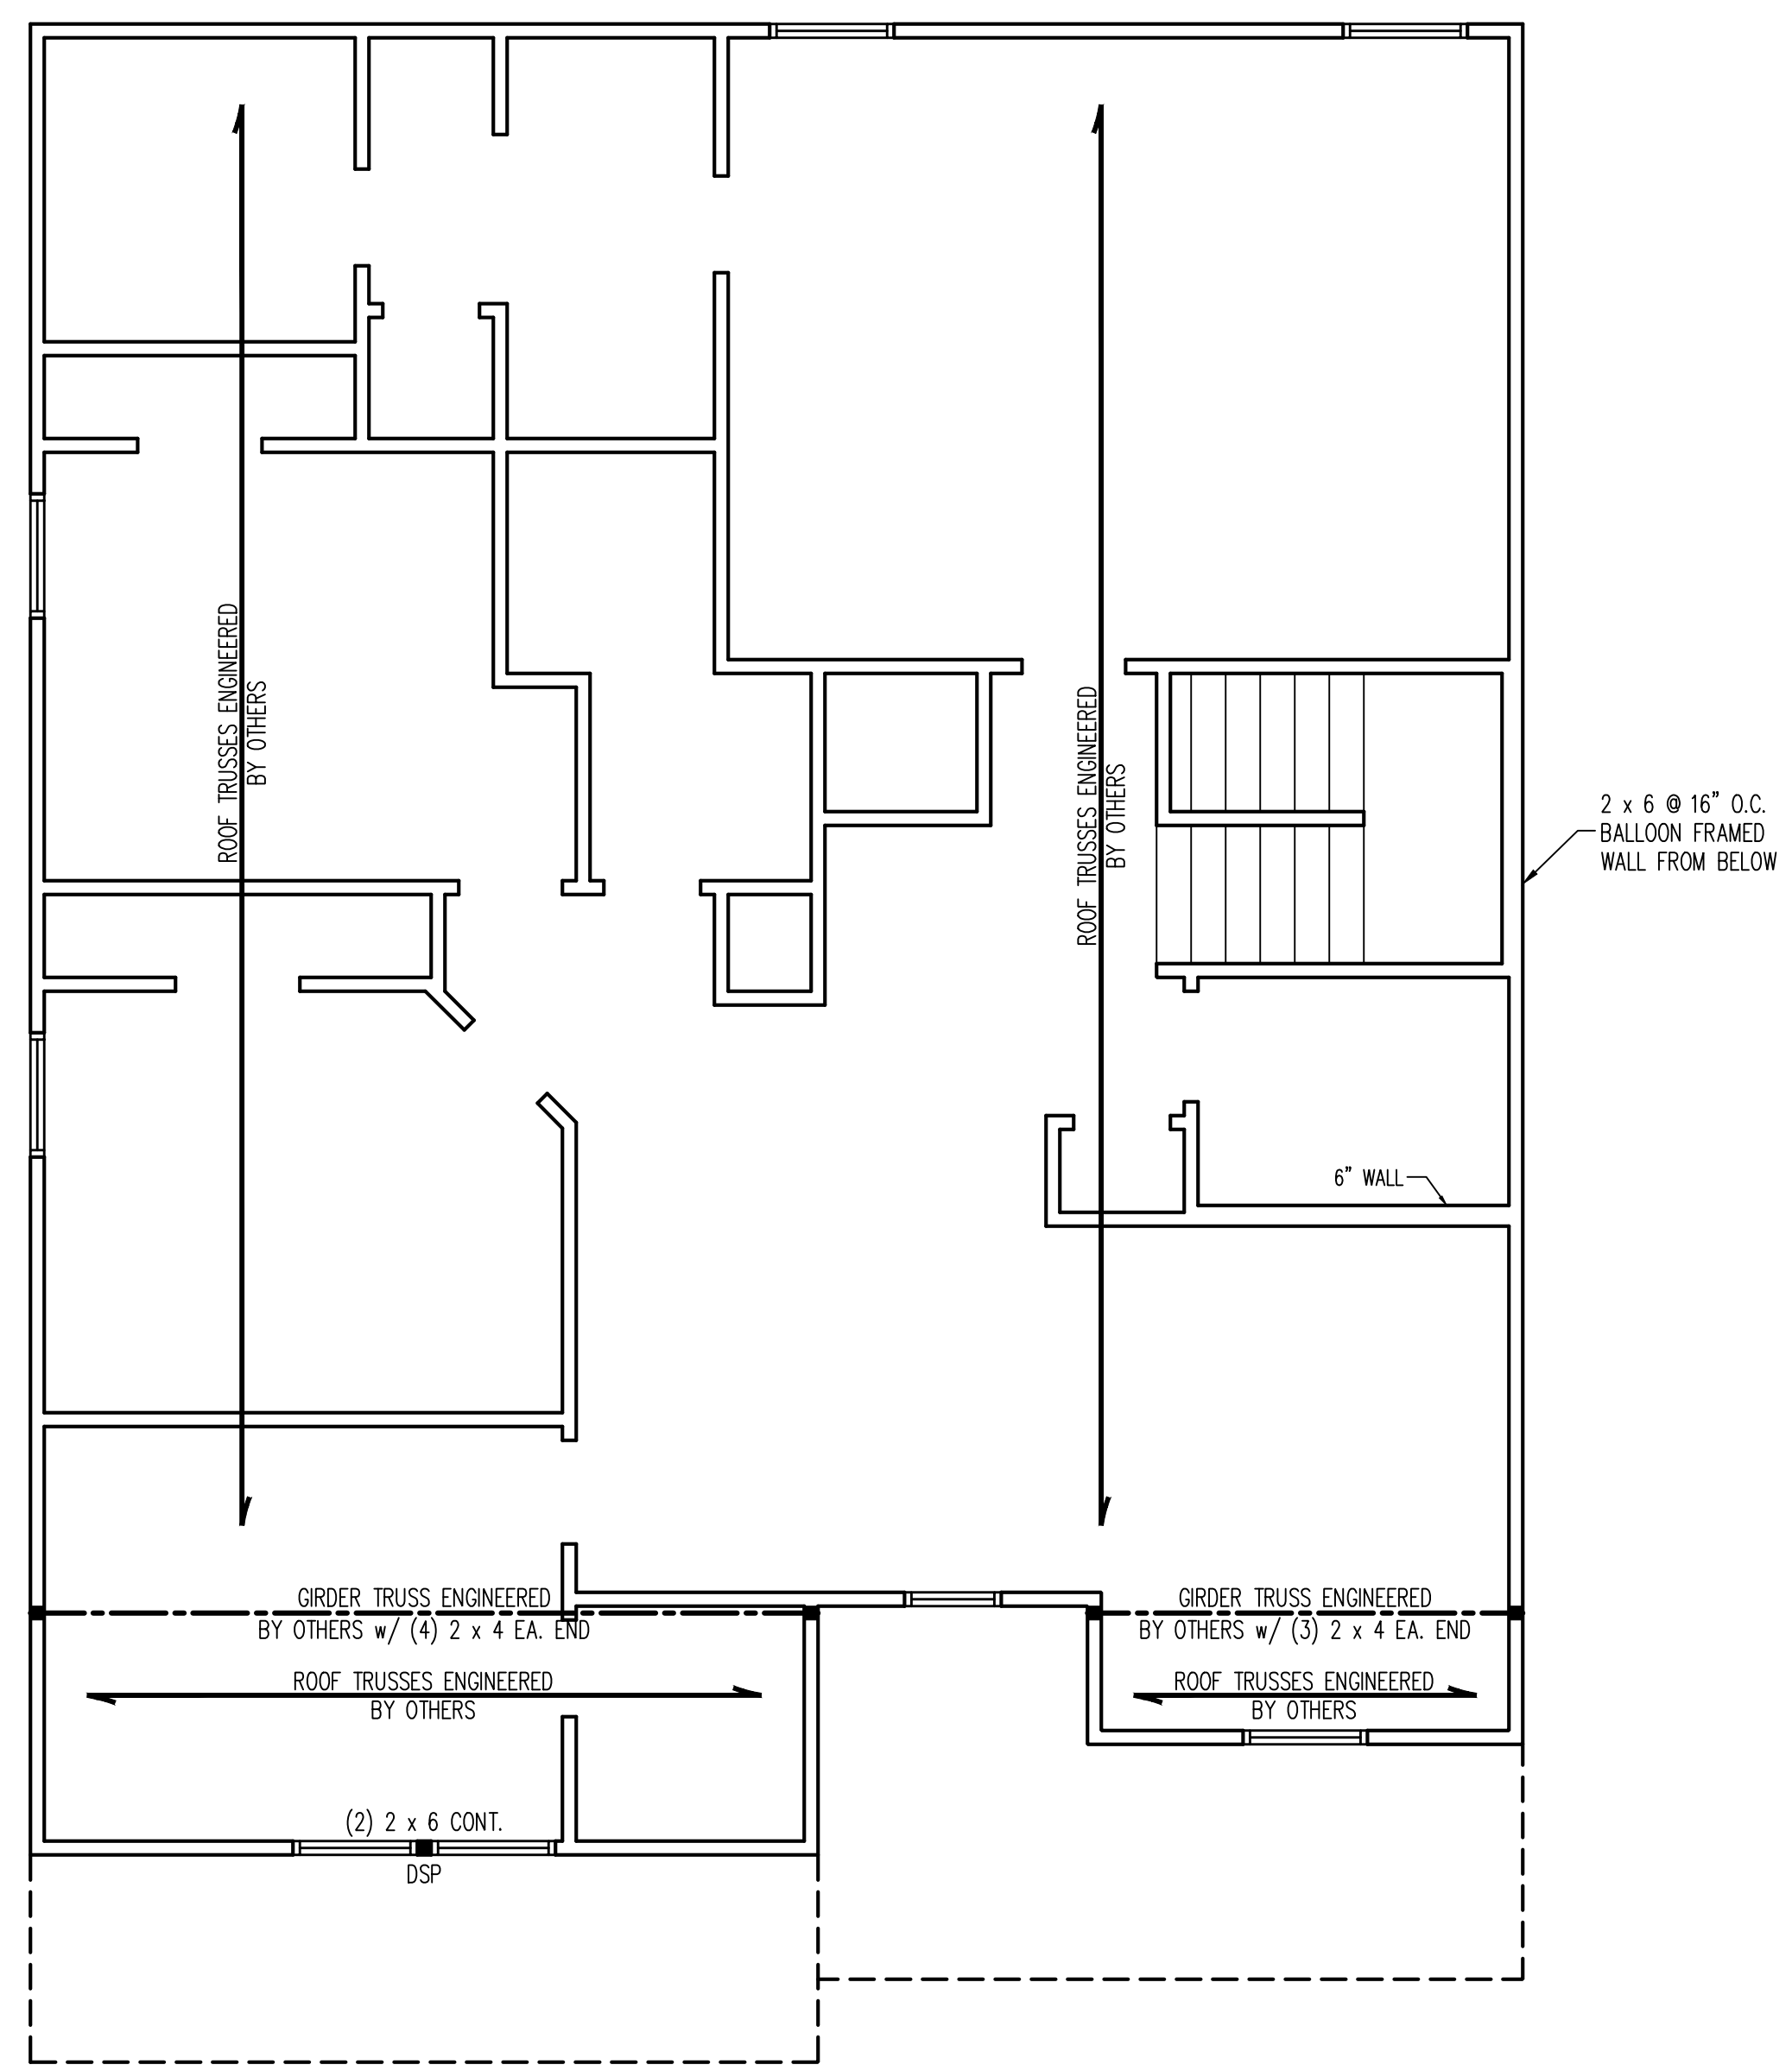 ROOF TRUSSES ENGINEERED
BY OTHERS
ROOF TRUSSES ENGINEERED
BY OTHERS
2 x 6 @ 16" O.C.
BALLOON FRAMED
WALL FROM BELOW
6" WALL
GIRDER TRUSS ENGINEERED
BY OTHERS w/ (4) 2 x 4 EA. END
GIRDER TRUSS ENGINEERED
BY OTHERS w/ (3) 2 x 4 EA. END
ROOF TRUSSES ENGINEERED
BY OTHERS
ROOF TRUSSES ENGINEERED
BY OTHERS
(2) 2 x 6 CONT.
DSP